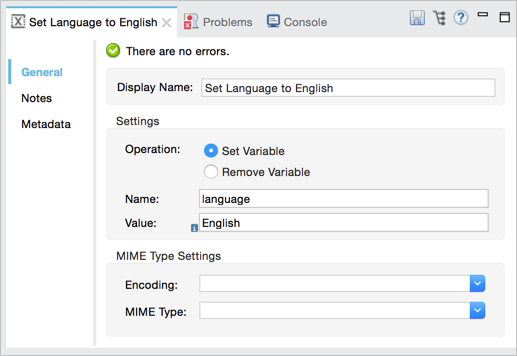 Set Language to English Problems Console
There are no errors.
General
Notes
Metadata
Display Name: Set Language to English
Settings
Operation: Set Variable
Remove Variable
Name: language
Value: English
MIME Type Settings
Encoding:
MIME Type: